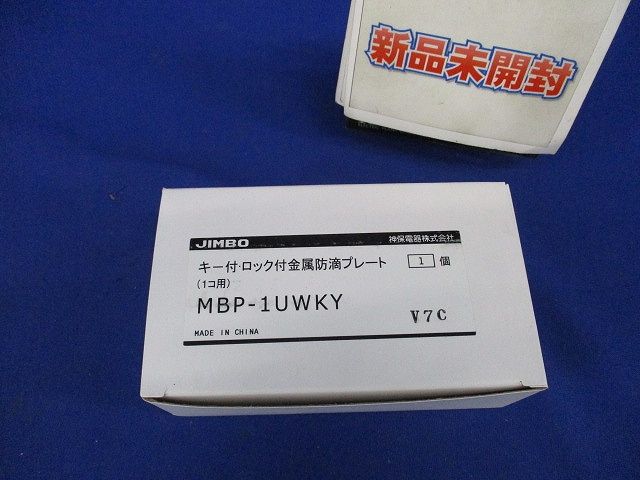 新品未開封
JIMBO 神保電器株式会社
キー付・ロック付金属防滴プレート 1 個
(1コ用)
MBP-1UWKY
V7C
MADE IN CHINA